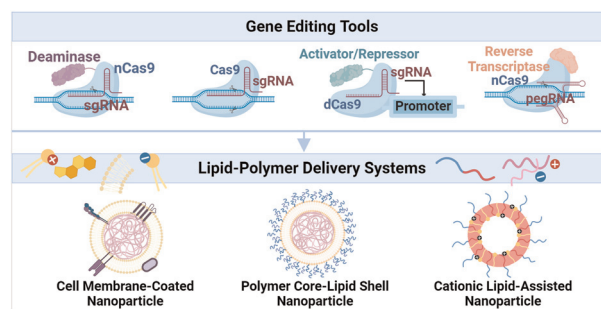 Gene Editing Tools
Deaminase
nCas9
sgRNA
Cas9
sgRNA
Activator/Repressor
sgRNA
dCas9
Promoter
Reverse
Transcriptase
nCas9
pegRNA
Lipid-Polymer Delivery Systems
Cell Membrane-Coated
Nanoparticle
Polymer Core-Lipid Shell
Nanoparticle
Cationic Lipid-Assisted
Nanoparticle